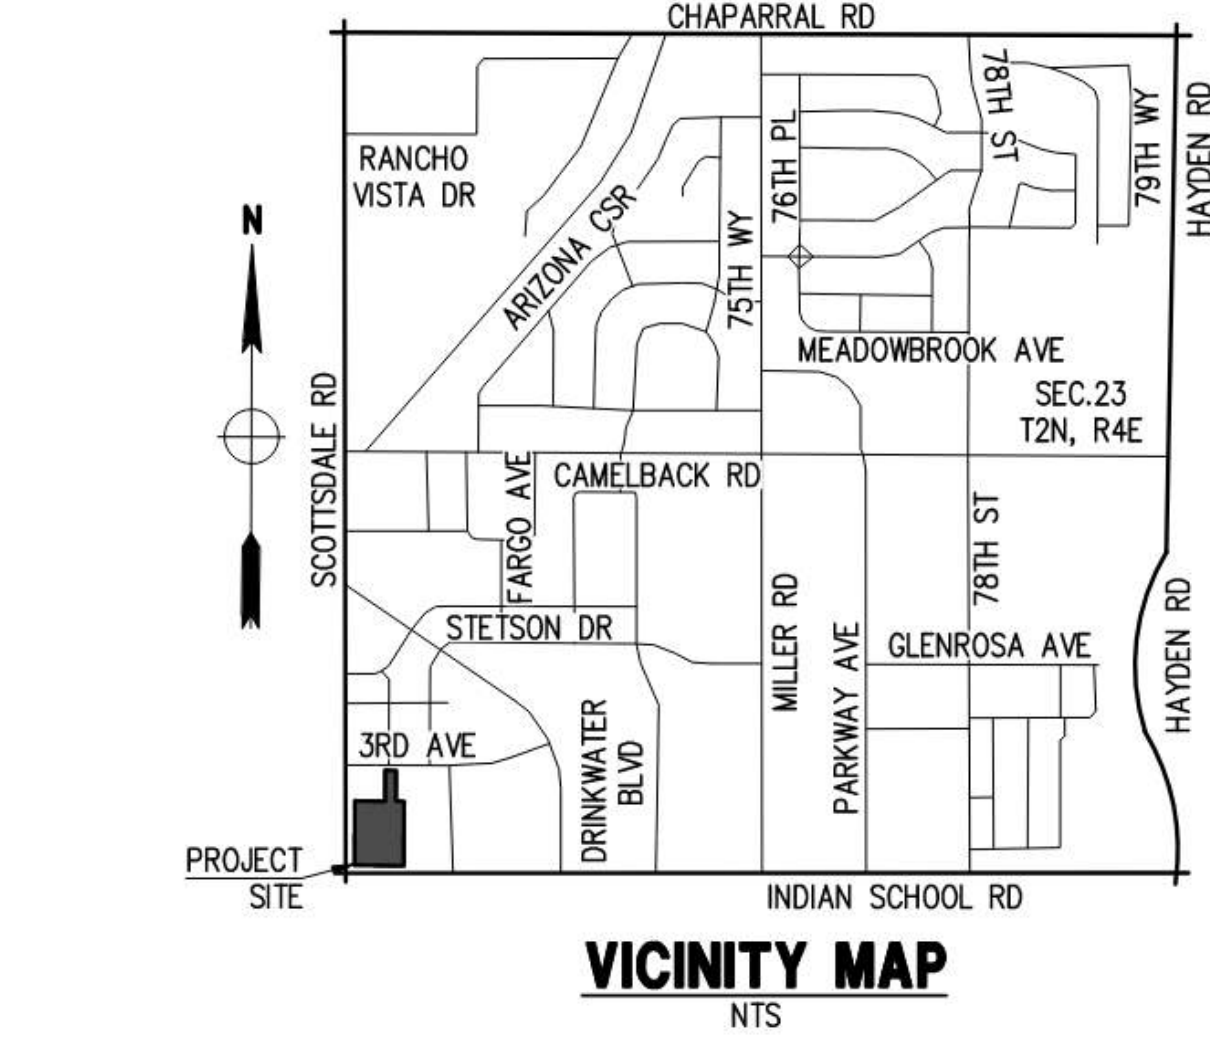 CHAPARRAL RD
RANCHO
VISTA DR
N
ARIZONA CSR
75TH WY
76TH PL
78TH ST
79TH WY
HAYDEN RD
MEADOWBROOK AVE
SEC.23
T2N, R4E
SCOTTSDALE RD
FARGO AVE
CAMELBACK RD
78TH ST
STETSON DR
MILLER RD
PARKWAY AVE
GLENROSA AVE
HAYDEN RD
3RD AVE
DRINKWATER
BLVD
PROJECT
SITE
INDIAN SCHOOL RD
VICINITY MAP
NTS